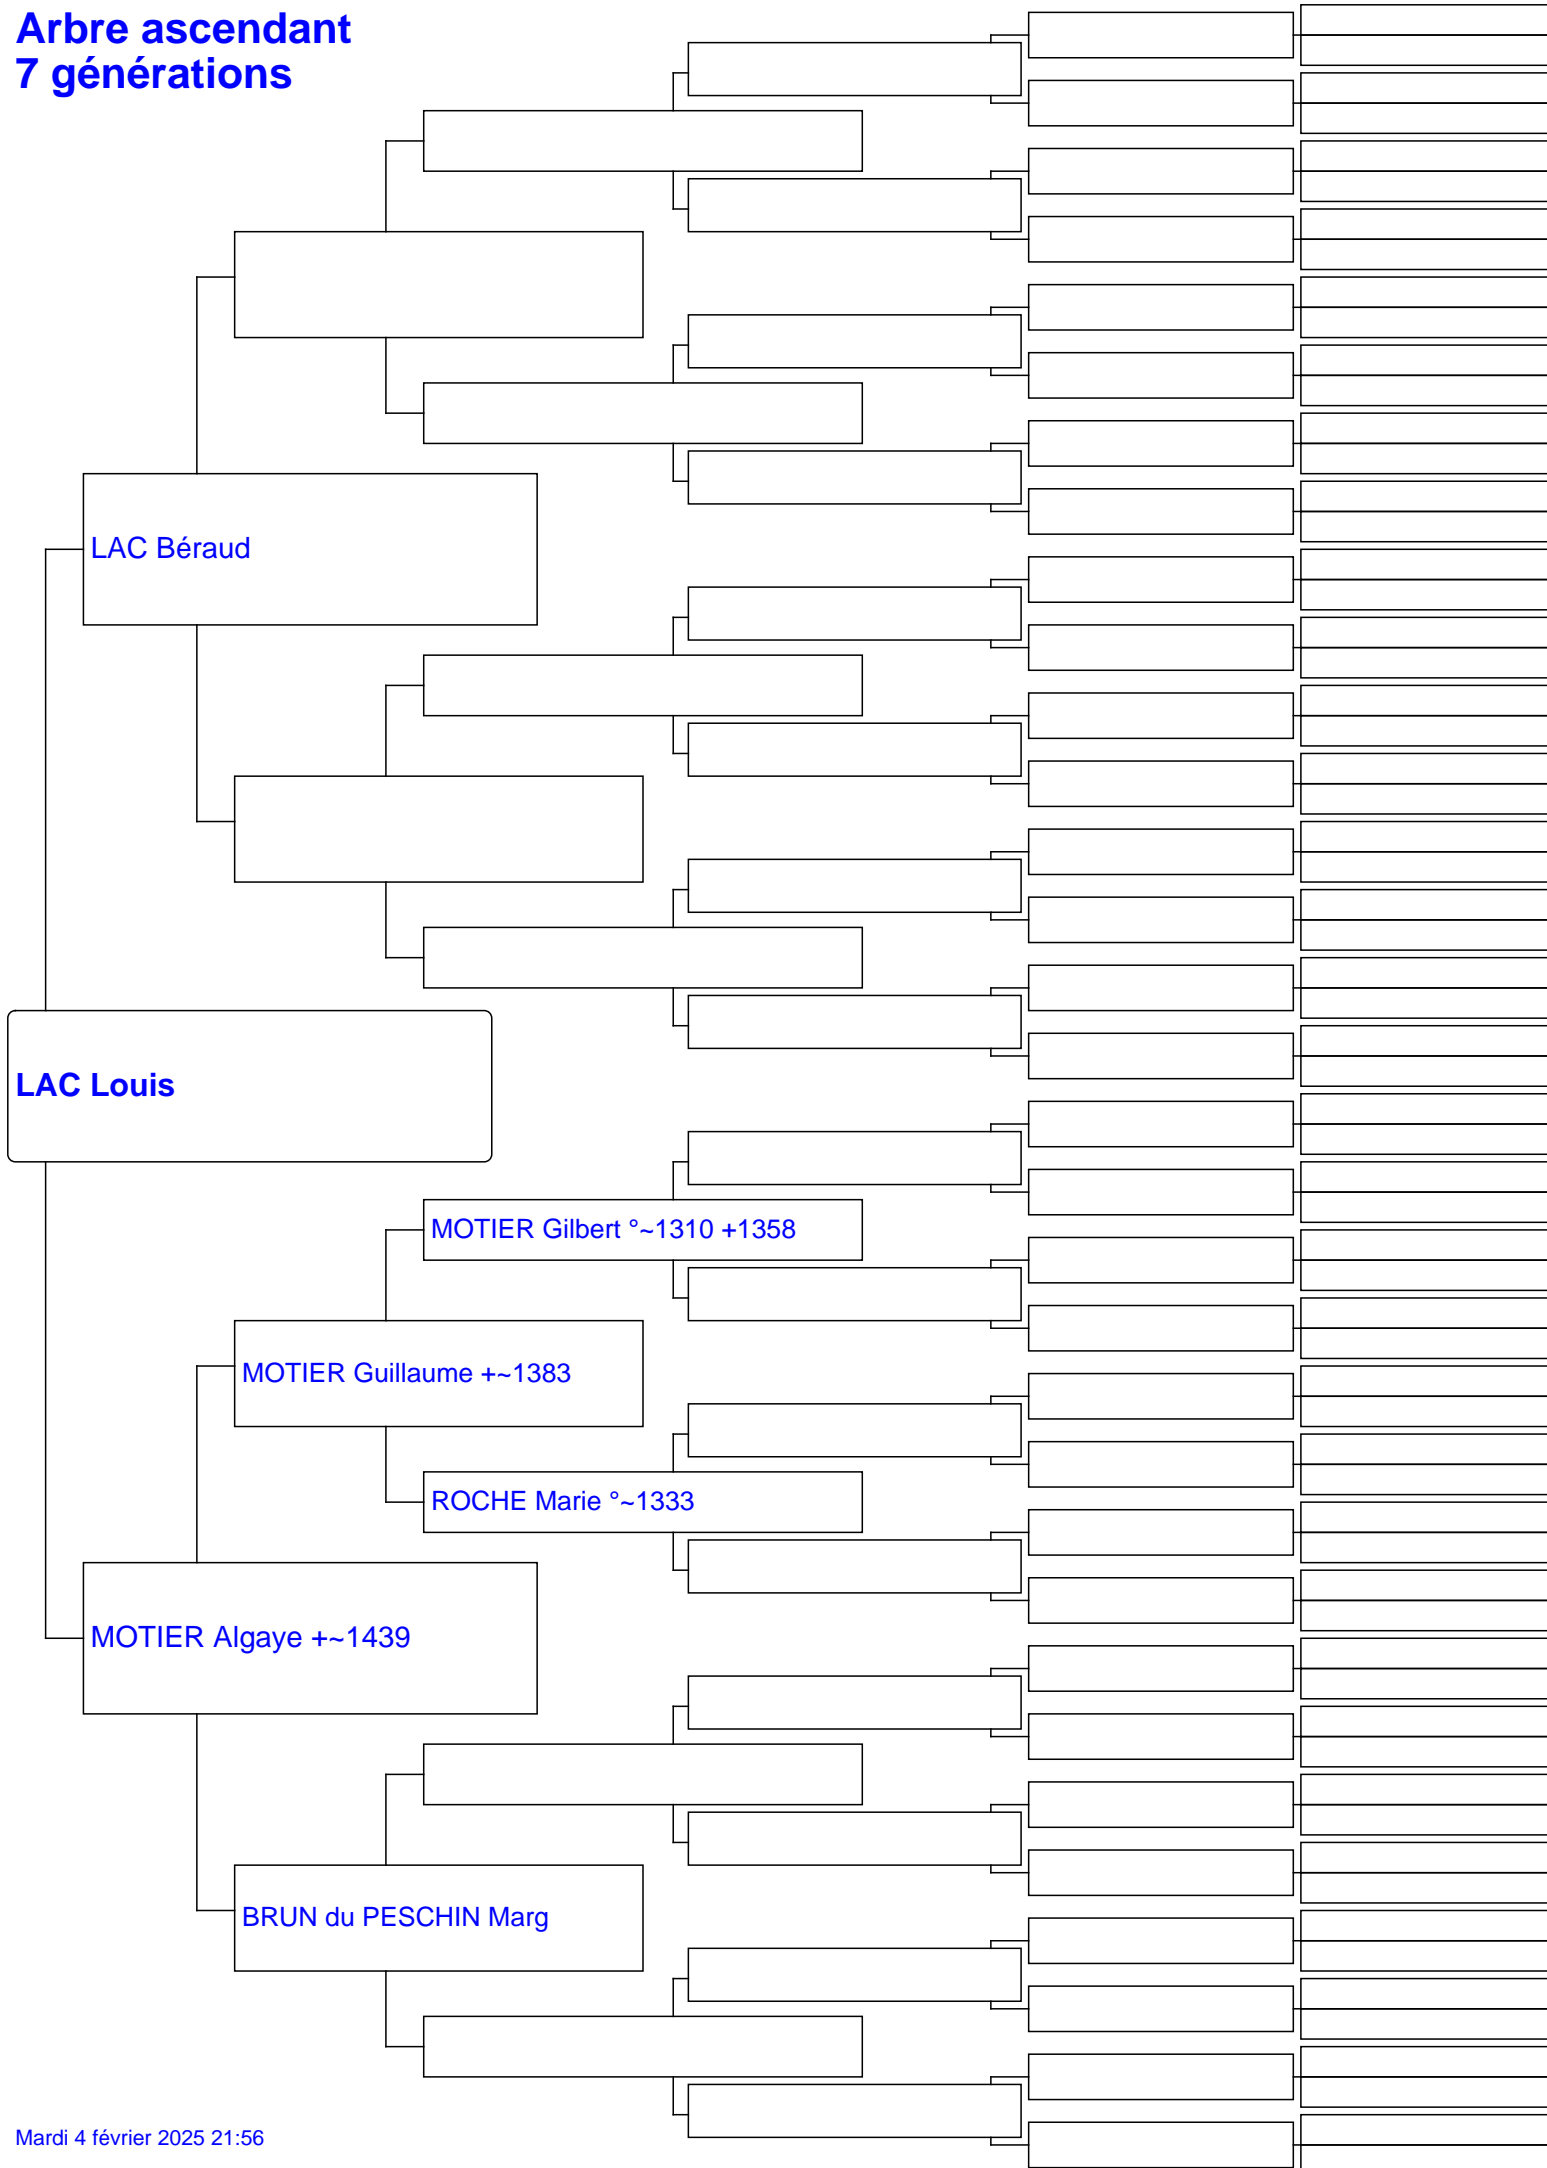 Arbre ascendant
7 générations
LAC Béraud
LAC Louis
MOTIER Gilbert °~1310 +1358
MOTIER Guillaume +~1383
ROCHE Marie °~1333
MOTIER Algaye +~1439
BRUN du PESCHIN Marg
Mardi 4 février 2025 21:56